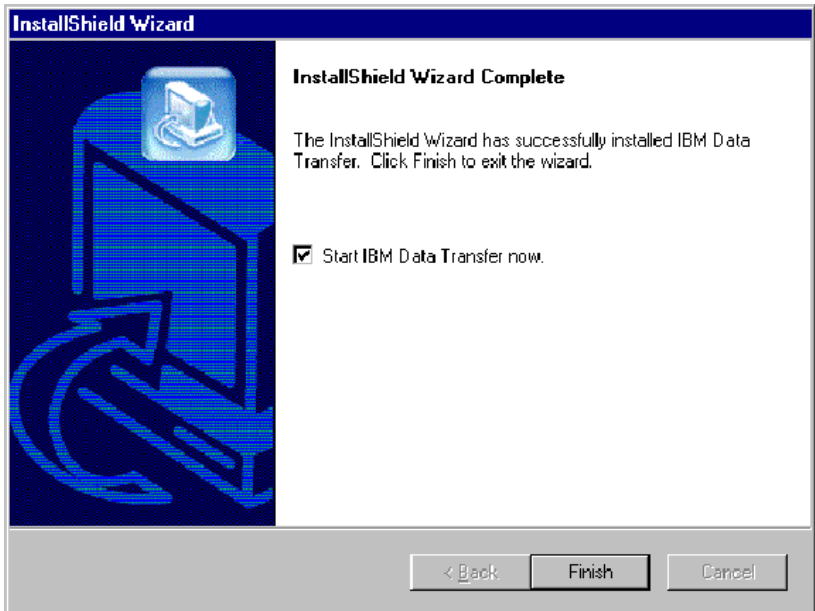 InstallShield Wizard
InstallShield Wizard Complete
The InstallShield Wizard has successfully installed IBM Data
Transfer. Click Finish to exit the wizard.
Start IBM Data Transfer now.
< Back
Finish
Cancel